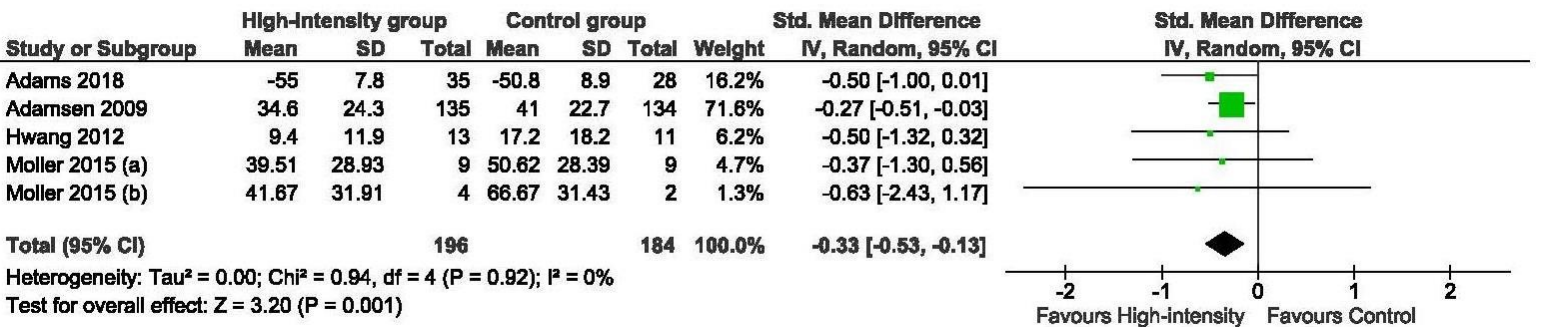 High-intensity group Control group Std. Mean Difference Std. Mean Difference
Study or Subgroup Mean SD Total Mean SD Total Weight IV, Random, 95% CI IV, Random, 95% CI
Adams 2018 -55 7.8 35 -50.8 8.9 28 16.2% -0.50 [-1.00, 0.01]
Adamsen 2009 34.6 24.3 135 41 22.7 134 71.6% -0.27 [-0.51, -0.03]
Hwang 2012 9.4 11.9 13 17.2 18.2 11 6.2% -0.50 [-1.32, 0.32]
Moller 2015 (a) 39.51 28.93 9 50.62 28.39 9 4.7% -0.37 [-1.30, 0.56]
Moller 2015 (b) 41.67 31.91 4 66.67 31.43 2 1.3% -0.63 [-2.43, 1.17]
Total (95% CI) 196 184 100.0% -0.33 [-0.53, -0.13]
Heterogeneity: Tau² = 0.00; Chi² = 0.94, df = 4 (P = 0.92); I² = 0%
Test for overall effect: Z = 3.20 (P = 0.001)
-2 -1 0 1 2
Favours High-intensity Favours Control